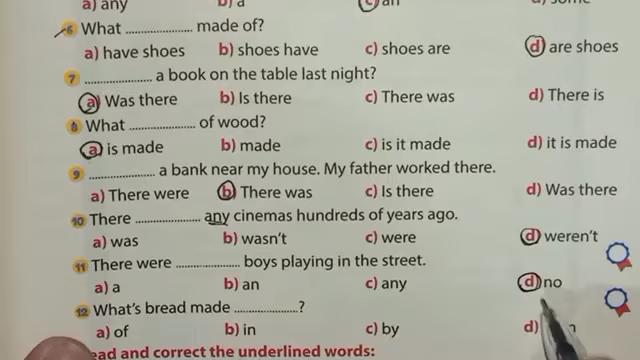 a) any b) a c) an d) some
6 What .................... made of?
a) have shoes b) shoes have c) shoes are d) are shoes
7 .................... a book on the table last night?
a) Was there b) Is there c) There was d) There is
8 What .................... of wood?
a) is made b) made c) is it made d) it is made
9 .................... a bank near my house. My father worked there.
a) There were b) There was c) Is there d) Was there
10 There .................... any cinemas hundreds of years ago.
a) was b) wasn't c) were d) weren't
11 There were .................... boys playing in the street.
a) a b) an c) any d) no
12 What's bread made ....................?
a) of b) in c) by d)
and correct the underlined words: